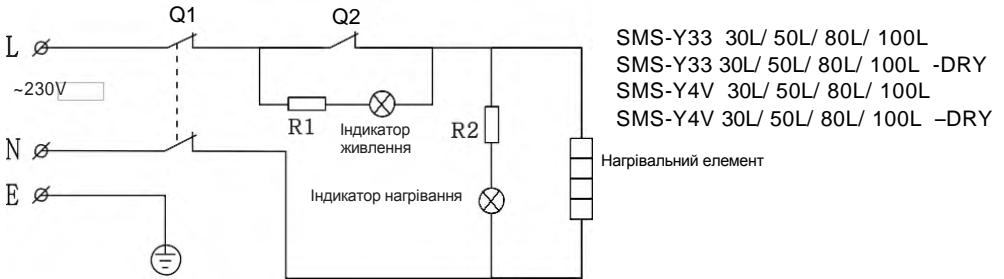 Q1
Q2
L
~230V
R1
Індикатор
живлення
R2
N
Індикатор нагрівання
E
Нагрівальний елемент
SMS-Y33 30L/ 50L/ 80L/ 100L
SMS-Y33 30L/ 50L/ 80L/ 100L -DRY
SMS-Y4V 30L/ 50L/ 80L/ 100L
SMS-Y4V 30L/ 50L/ 80L/ 100L –DRY